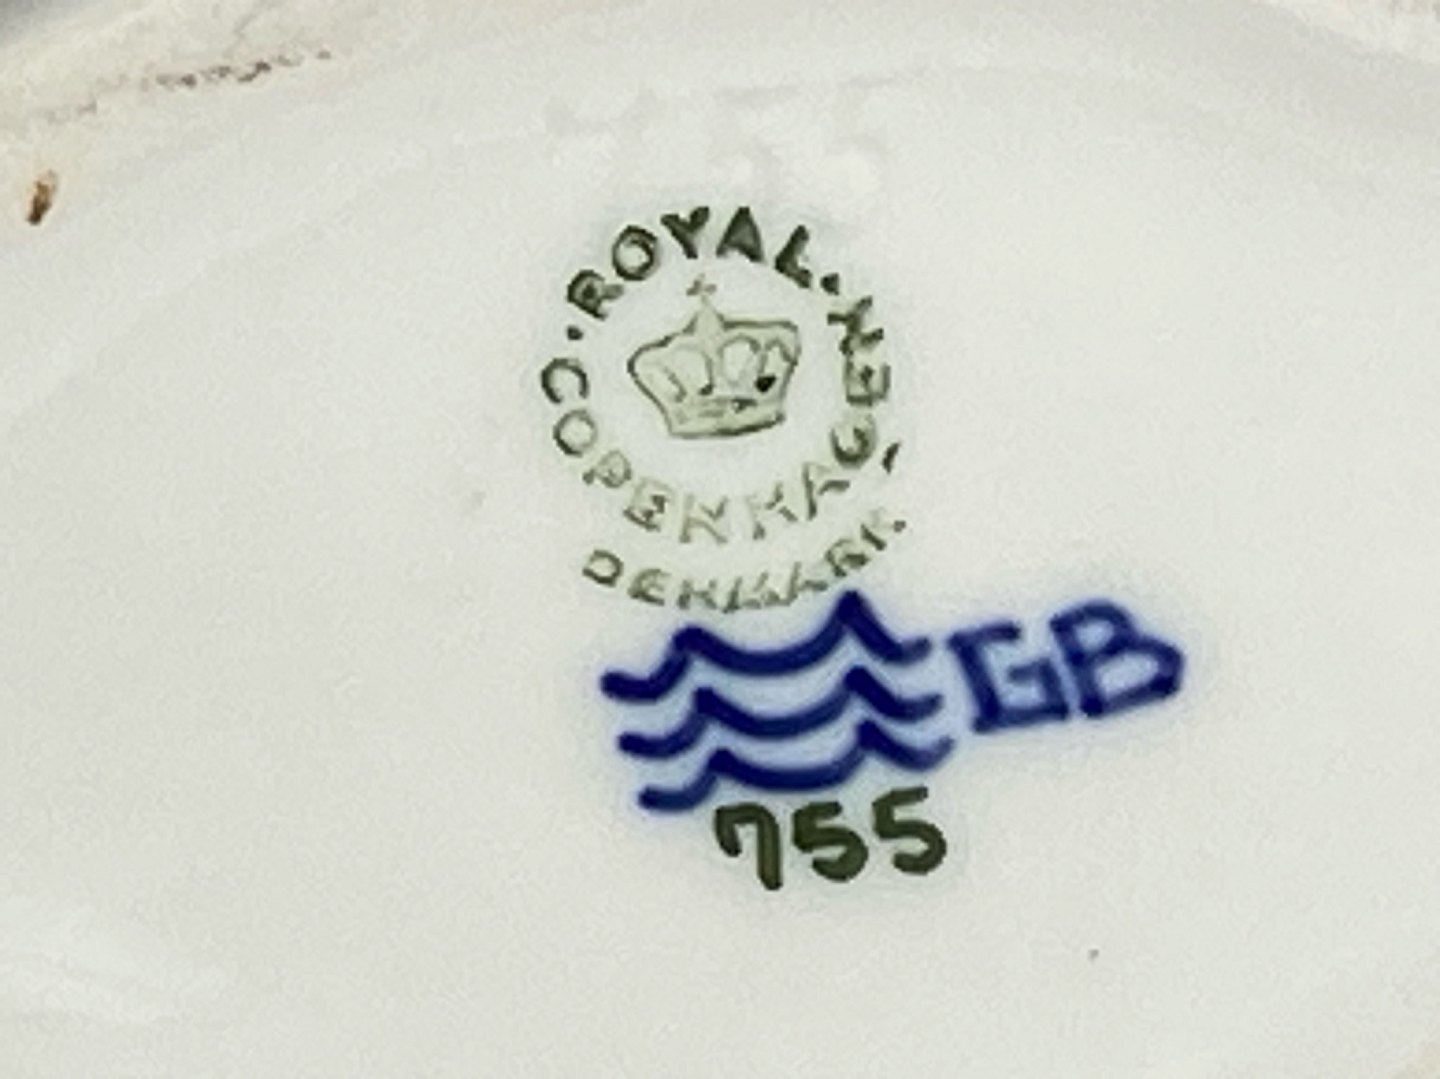 ROYAL. COPENHAGEN
DENMARK.
GB
755